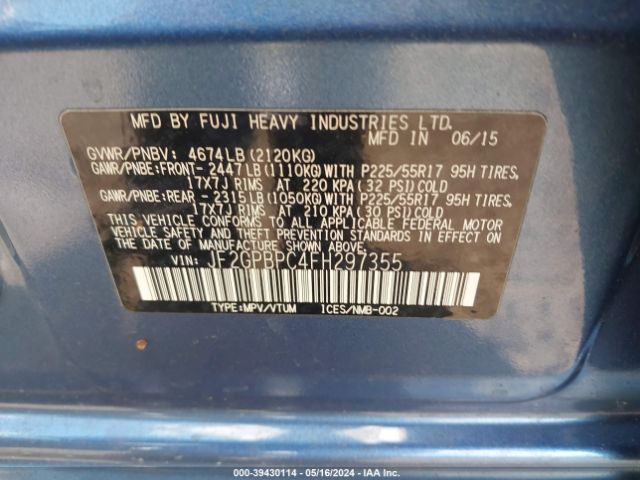 MFD BY FUJI HEAVY INDUSTRIES LTD.
MFD IN 06/15
GVWR/PNBV: 4674LB(2120KG)
GAWR/PNBE:FRONT- 2447LB(1110KG)WITH P225/55R17 95H TIRES,
17X7J RIMS AT 220 KPA(32 PSI)COLD
GAWR/PNBE:REAR - 2315LB(1050KG)WITH P225/55R17 95H TIRES,
17X7J RIMS AT 210 KPA(30 PSI)COLD
THIS VEHICLE CONFORMS TO ALL APPLICABLE FEDERAL MOTOR
VEHICLE SAFETY AND THEFT PREVENTION STANDARDS IN EFFECT
ON THE DATE OF MANUFACTURE SHOWN ABOVE.
VIN: JF2GPBPC4FH297355
TYPE:MPV/VTUM ICES/NMB-002
000-39430114 - 05/16/2024 - IAA Inc.